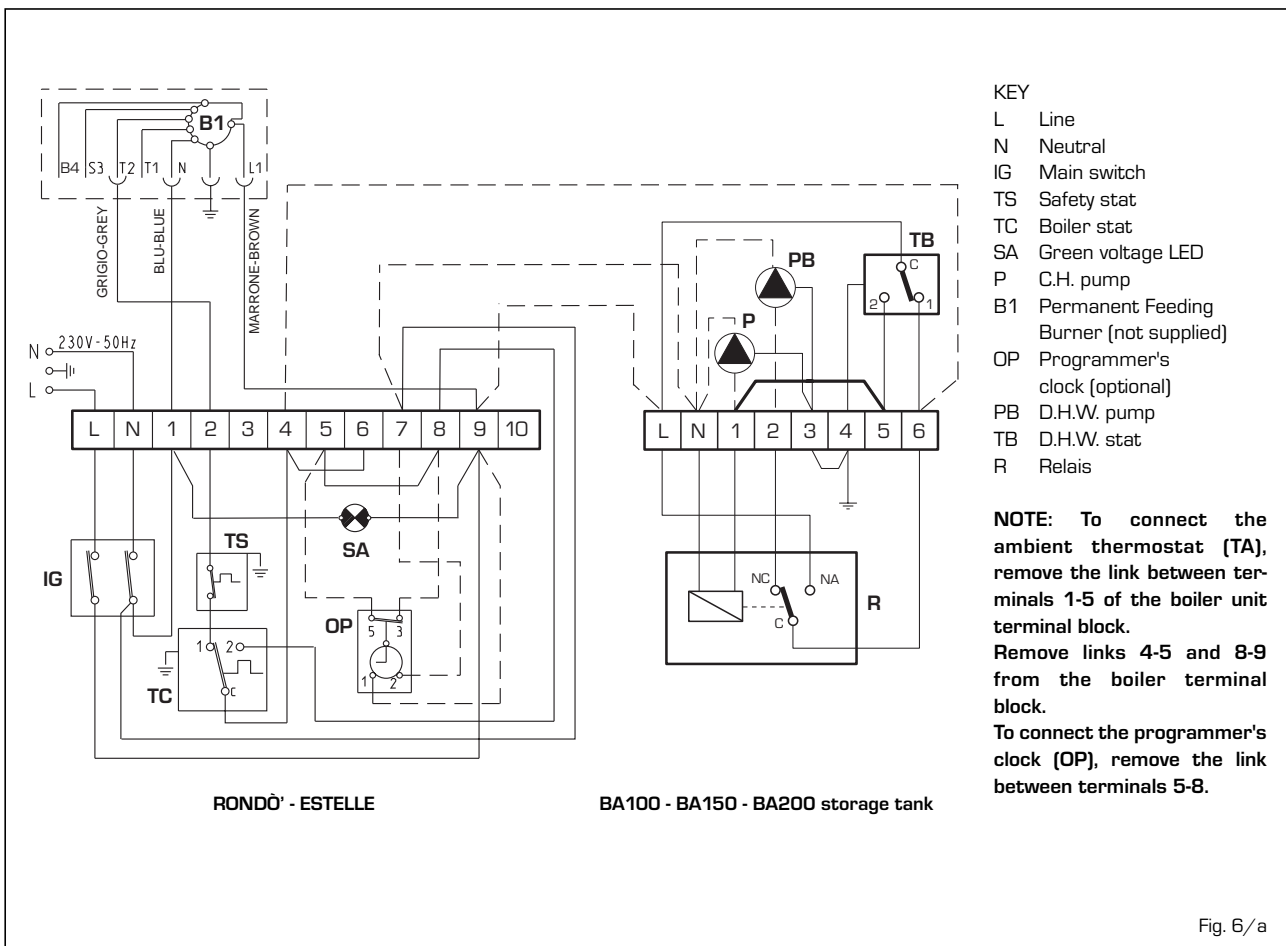 B1
B4 S3 T2 T1 N L1
GRIGIO-GREY
BLU-BLUE
MARRONE-BROWN
N 230V-50Hz
L
L N 1 2 3 4 5 6 7 8 9 10
SA
TS
IG
OP
5 3
1 2
1 2
C
TC
RONDÒ' - ESTELLE
TB
C
2 1
PB
P
L N 1 2 3 4 5 6
NC NA
C
R
BA100 - BA150 - BA200 storage tank
KEY
L Line
N Neutral
IG Main switch
TS Safety stat
TC Boiler stat
SA Green voltage LED
P C.H. pump
B1 Permanent Feeding
Burner (not supplied)
OP Programmer's
clock (optional)
PB D.H.W. pump
TB D.H.W. stat
R Relais
NOTE: To connect the
ambient thermostat (TA),
remove the link between ter-
minals 1-5 of the boiler unit
terminal block.
Remove links 4-5 and 8-9
from the boiler terminal
block.
To connect the programmer's
clock (OP), remove the link
between terminals 5-8.
Fig. 6/a